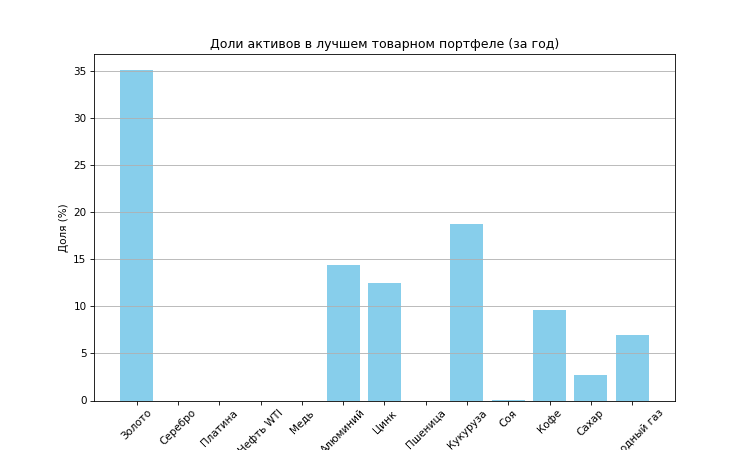 Доли активов в лучшем товарном портфеле (за год)
Доля (%)
35
30
25
20
15
10
5
0
Золото
Серебро
Платина
Нефть WTI
Медь
Алюминий
Цинк
Пшеница
Кукуруза
Соя
Кофе
Сахар
одный газ